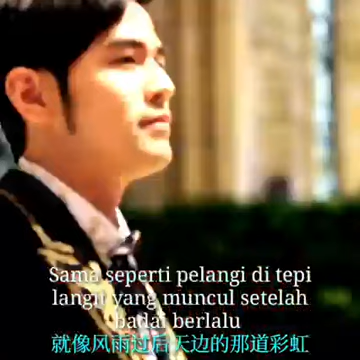 Sama seperti pelangi di tepi
langit yang muncul setelah
badai berlalu
就像风雨过后天边的那道彩虹